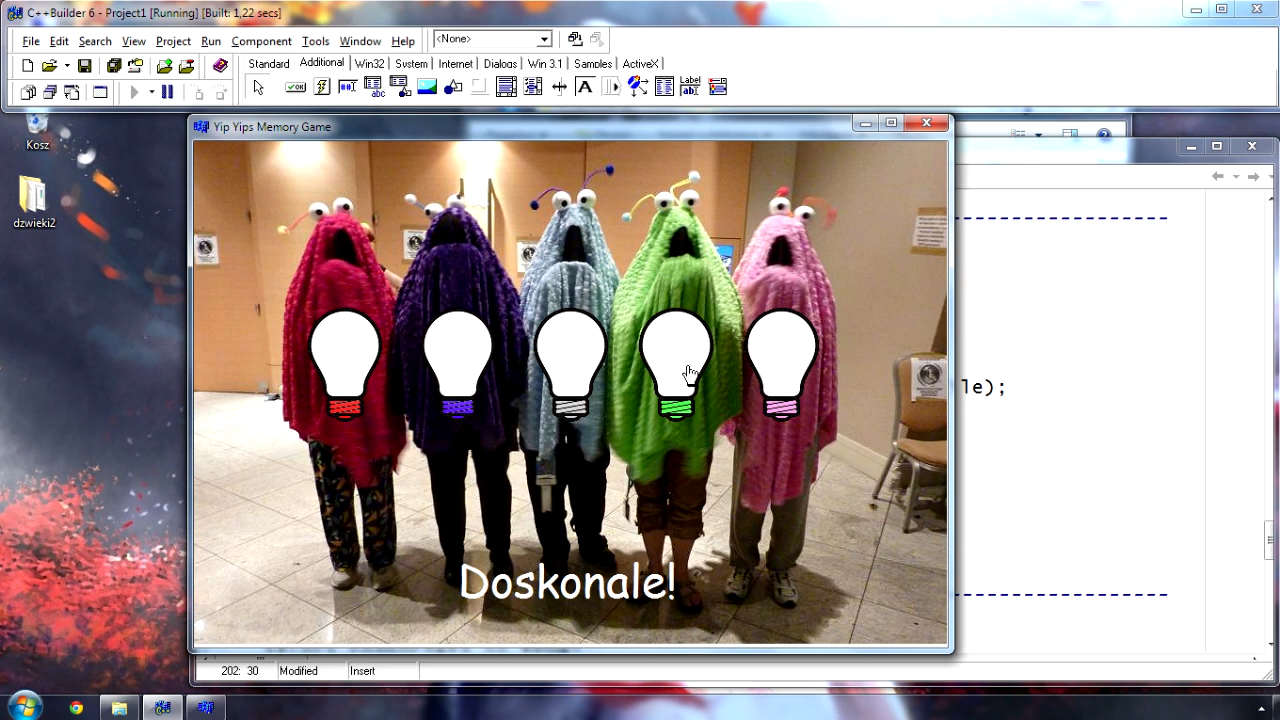 C++Builder 6 - Project1 [Running] [Built: 1,22 secs]
File Edit Search View Project Run Component Tools Window Help <None>
Standard Additional Win32 System Internet Dialogs Win 3.1 Samples ActiveX
Kosz
dzwieki2
Yip Yips Memory Game
le);
Doskonale!
202: 30 Modified Insert